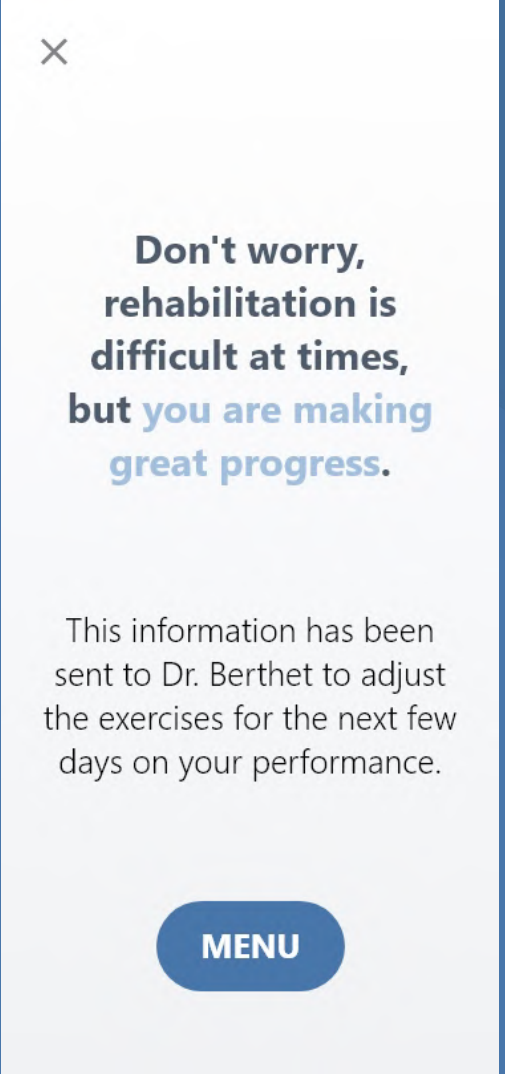 Don't worry,
rehabilitation is
difficult at times,
but you are making
great progress.
This information has been
sent to Dr. Berthet to adjust
the exercises for the next few
days on your performance.
MENU